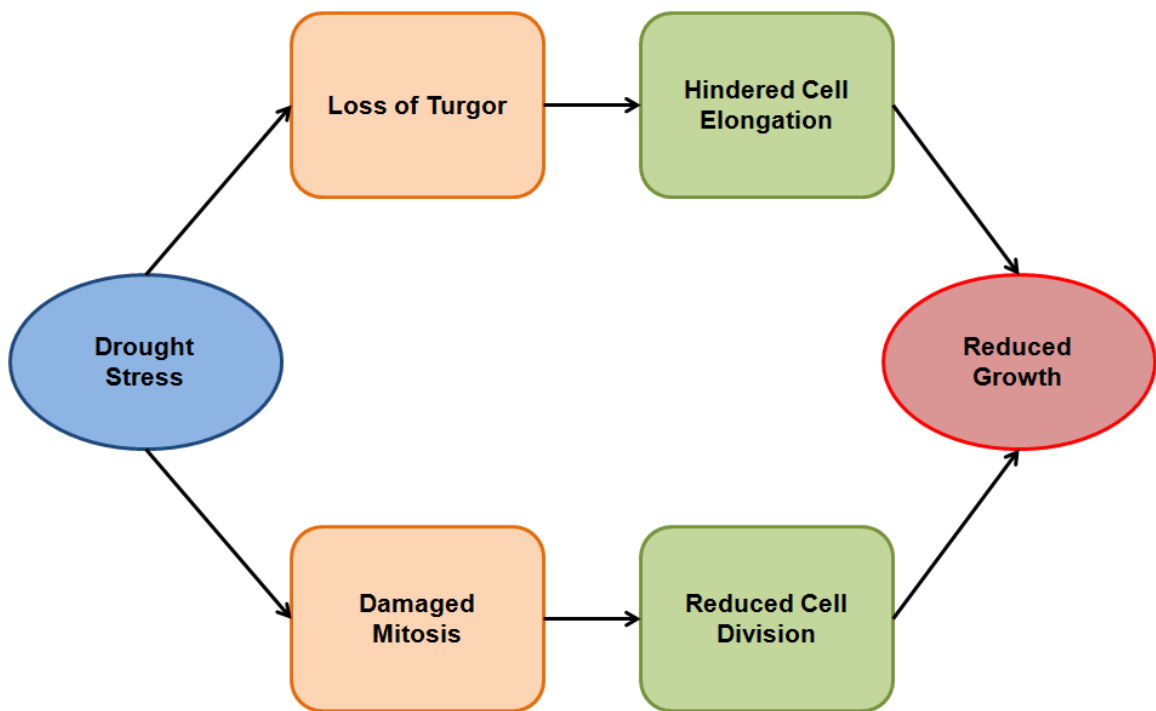 Loss of Turgor
Hindered Cell
Elongation
Drought
Stress
Reduced
Growth
Damaged
Mitosis
Reduced Cell
Division